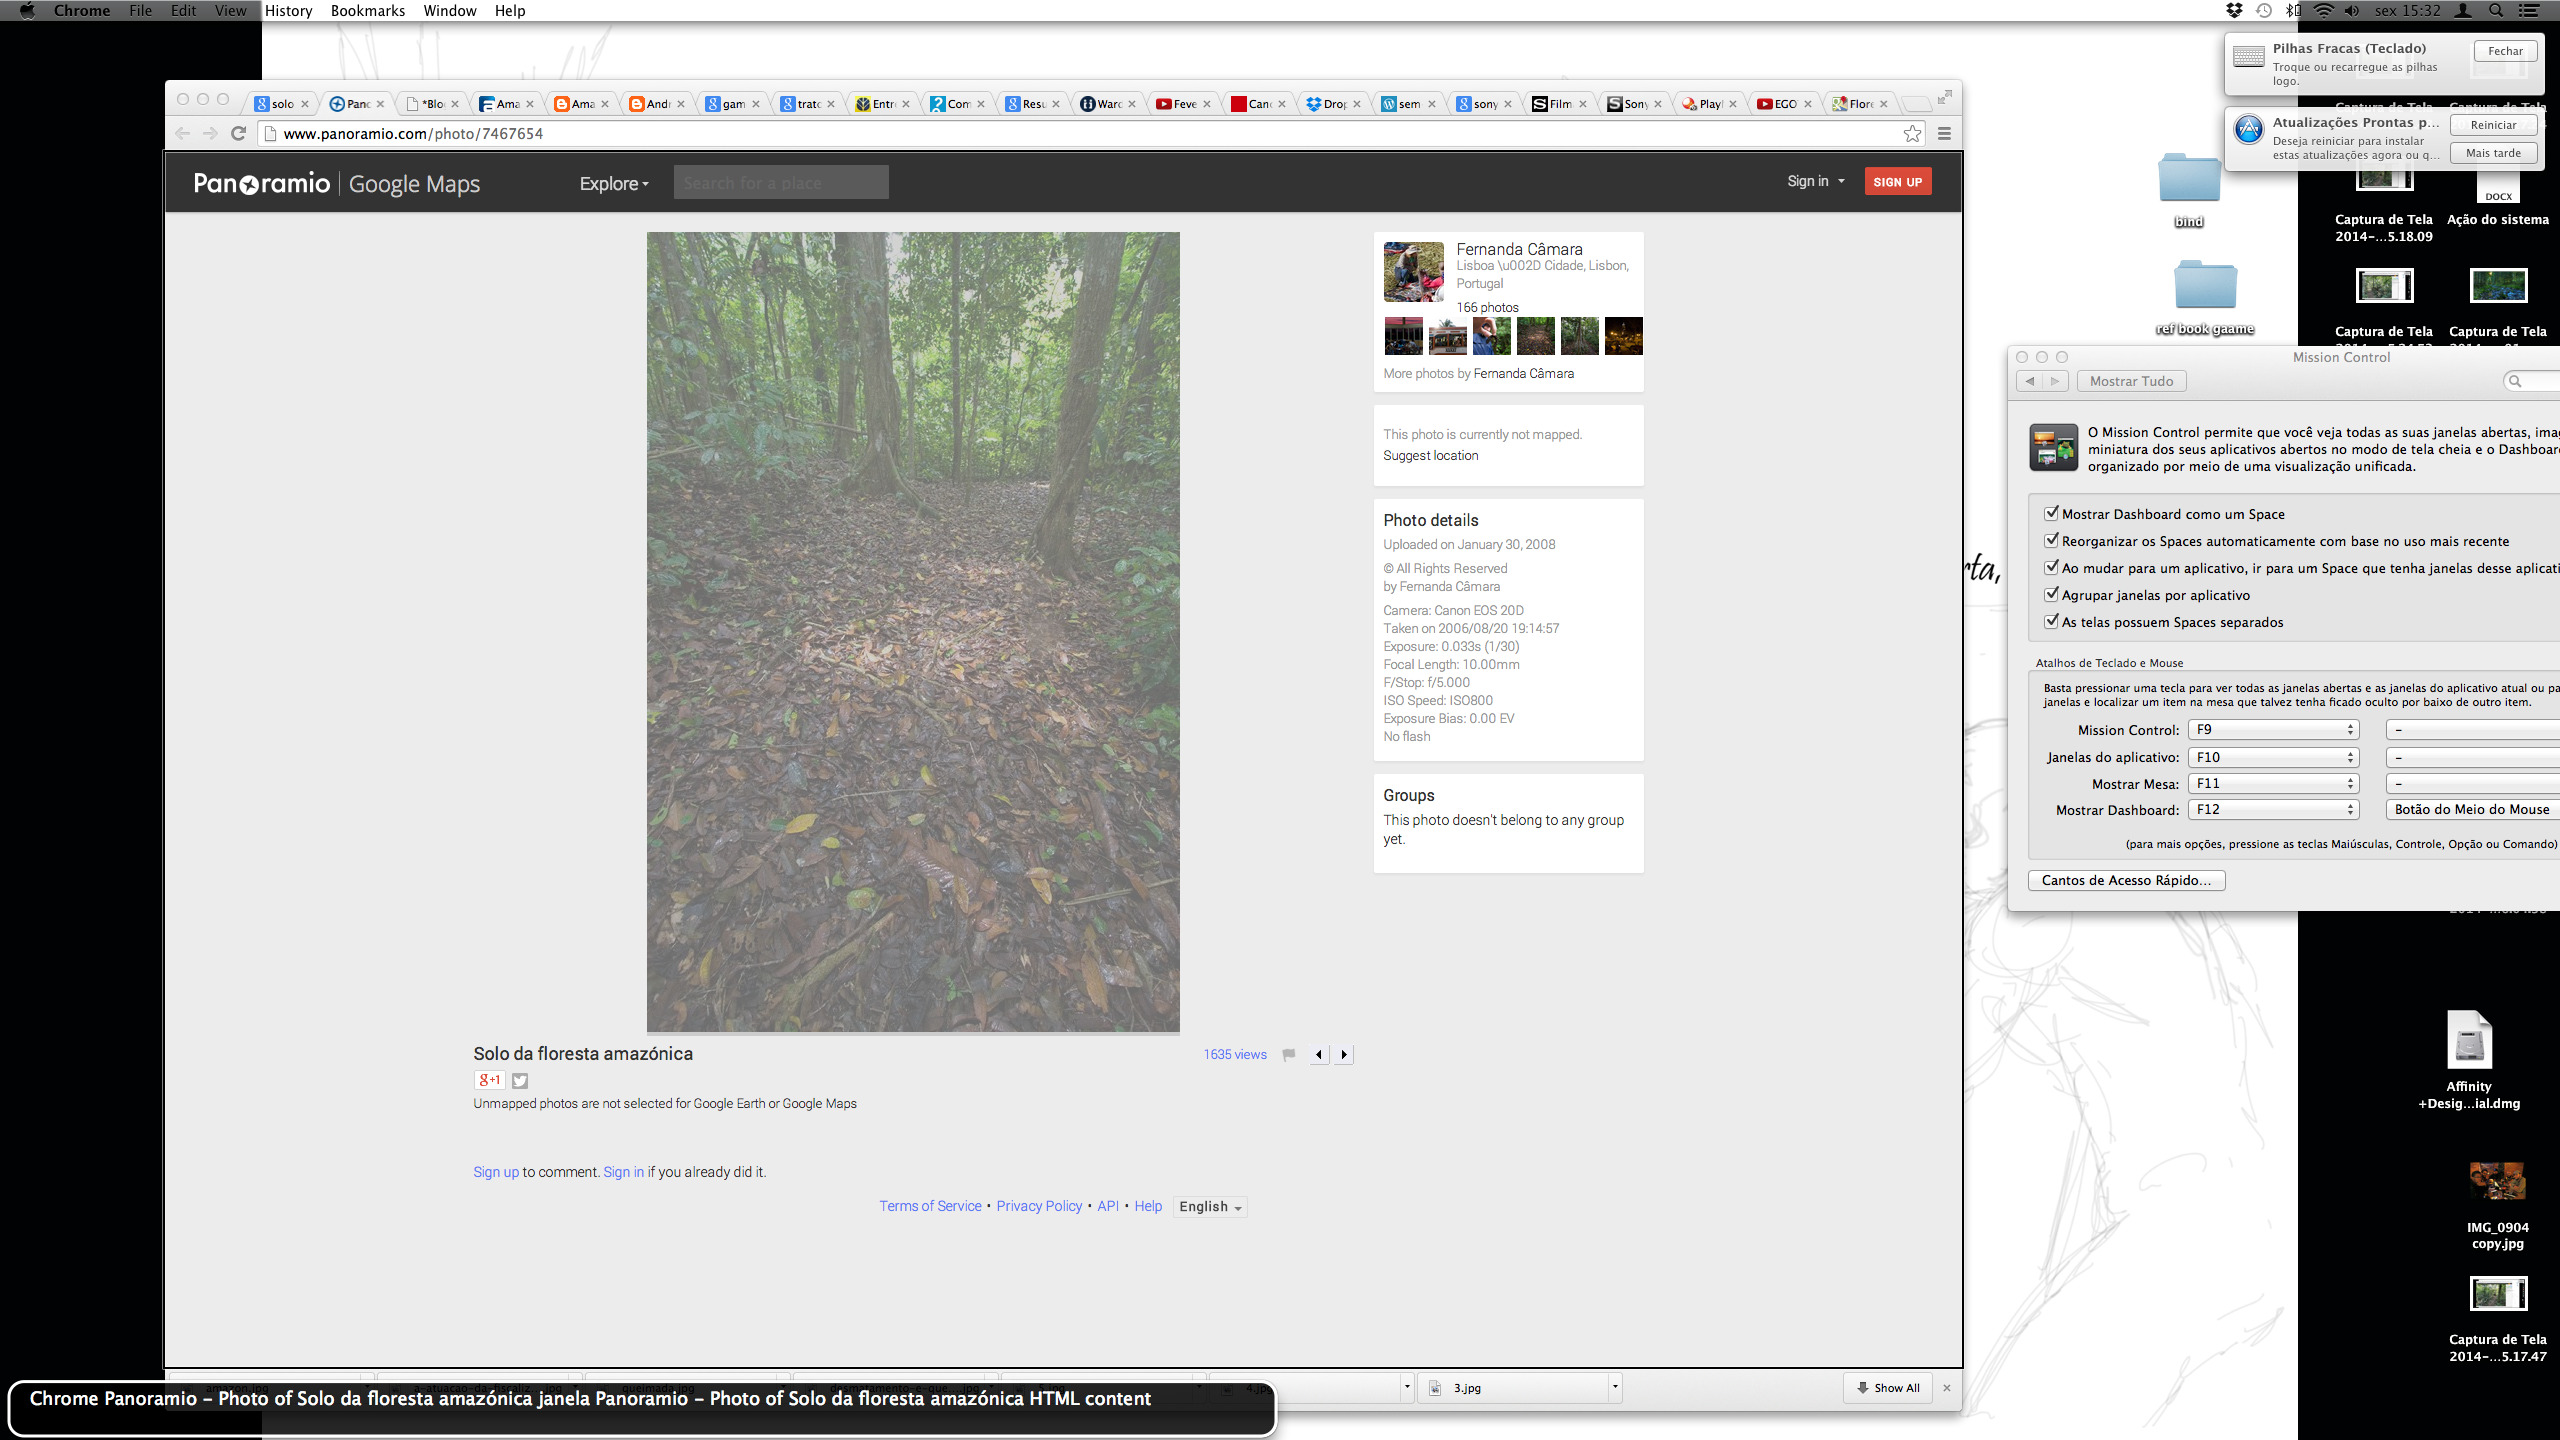 Chrome File Edit View History Bookmarks Window Help
sex 15:32
Pilhas Fracas (Teclado)
Troque ou recarregue as pilhas
logo.
Fechar
Atualizações Prontas p...
Deseja reiniciar para instalar
estas atualizações agora ou q...
Reiniciar
Mais tarde
solo Panc *Blo Ama Ama Andr gam trato Entre Com Resu Warc Feve Canc Drop sem sony Film Sony Playl EGO Flore
www.panoramio.com/photo/7467654
Panoramio Google Maps
Explore
Search for a place
Sign in
SIGN UP
Fernanda Câmara
Lisboa \u002D Cidade, Lisbon,
Portugal
166 photos
More photos by Fernanda Câmara
This photo is currently not mapped.
Suggest location
Photo details
Uploaded on January 30, 2008
© All Rights Reserved
by Fernanda Câmara
Camera: Canon EOS 20D
Taken on 2006/08/20 19:14:57
Exposure: 0.033s (1/30)
Focal Length: 10.00mm
F/Stop: f/5.000
ISO Speed: ISO800
Exposure Bias: 0.00 EV
No flash
Groups
This photo doesn't belong to any group
yet.
Solo da floresta amazónica
1635 views
g+1
Unmapped photos are not selected for Google Earth or Google Maps
Sign up to comment. Sign in if you already did it.
Terms of Service • Privacy Policy • API • Help English
4.jpg
3.jpg
Show All
Chrome Panoramio - Photo of Solo da floresta amazónica janela Panoramio - Photo of Solo da floresta amazónica HTML content
bind
ref book gaame
DOCX
Captura de Tela
2014-...5.18.09
Ação do sistema
Captura de Tela
Captura de Tela
Mission Control
Mostrar Tudo
O Mission Control permite que você veja todas as suas janelas abertas, ima
miniatura dos seus aplicativos abertos no modo de tela cheia e o Dashboar
organizado por meio de uma visualização unificada.
Mostrar Dashboard como um Space
Reorganizar os Spaces automaticamente com base no uso mais recente
Ao mudar para um aplicativo, ir para um Space que tenha janelas desse aplicati
Agrupar janelas por aplicativo
As telas possuem Spaces separados
Atalhos de Teclado e Mouse
Basta pressionar uma tecla para ver todas as janelas abertas e as janelas do aplicativo atual ou pa
janelas e localizar um item na mesa que talvez tenha ficado oculto por baixo de outro item.
Mission Control: F9 –
Janelas do aplicativo: F10 –
Mostrar Mesa: F11 –
Mostrar Dashboard: F12 Botão do Meio do Mouse
(para mais opções, pressione as teclas Maiúsculas, Controle, Opção ou Comando)
Cantos de Acesso Rápido...
Affinity
+Desig...ial.dmg
IMG_0904
copy.jpg
Captura de Tela
2014-...5.17.47